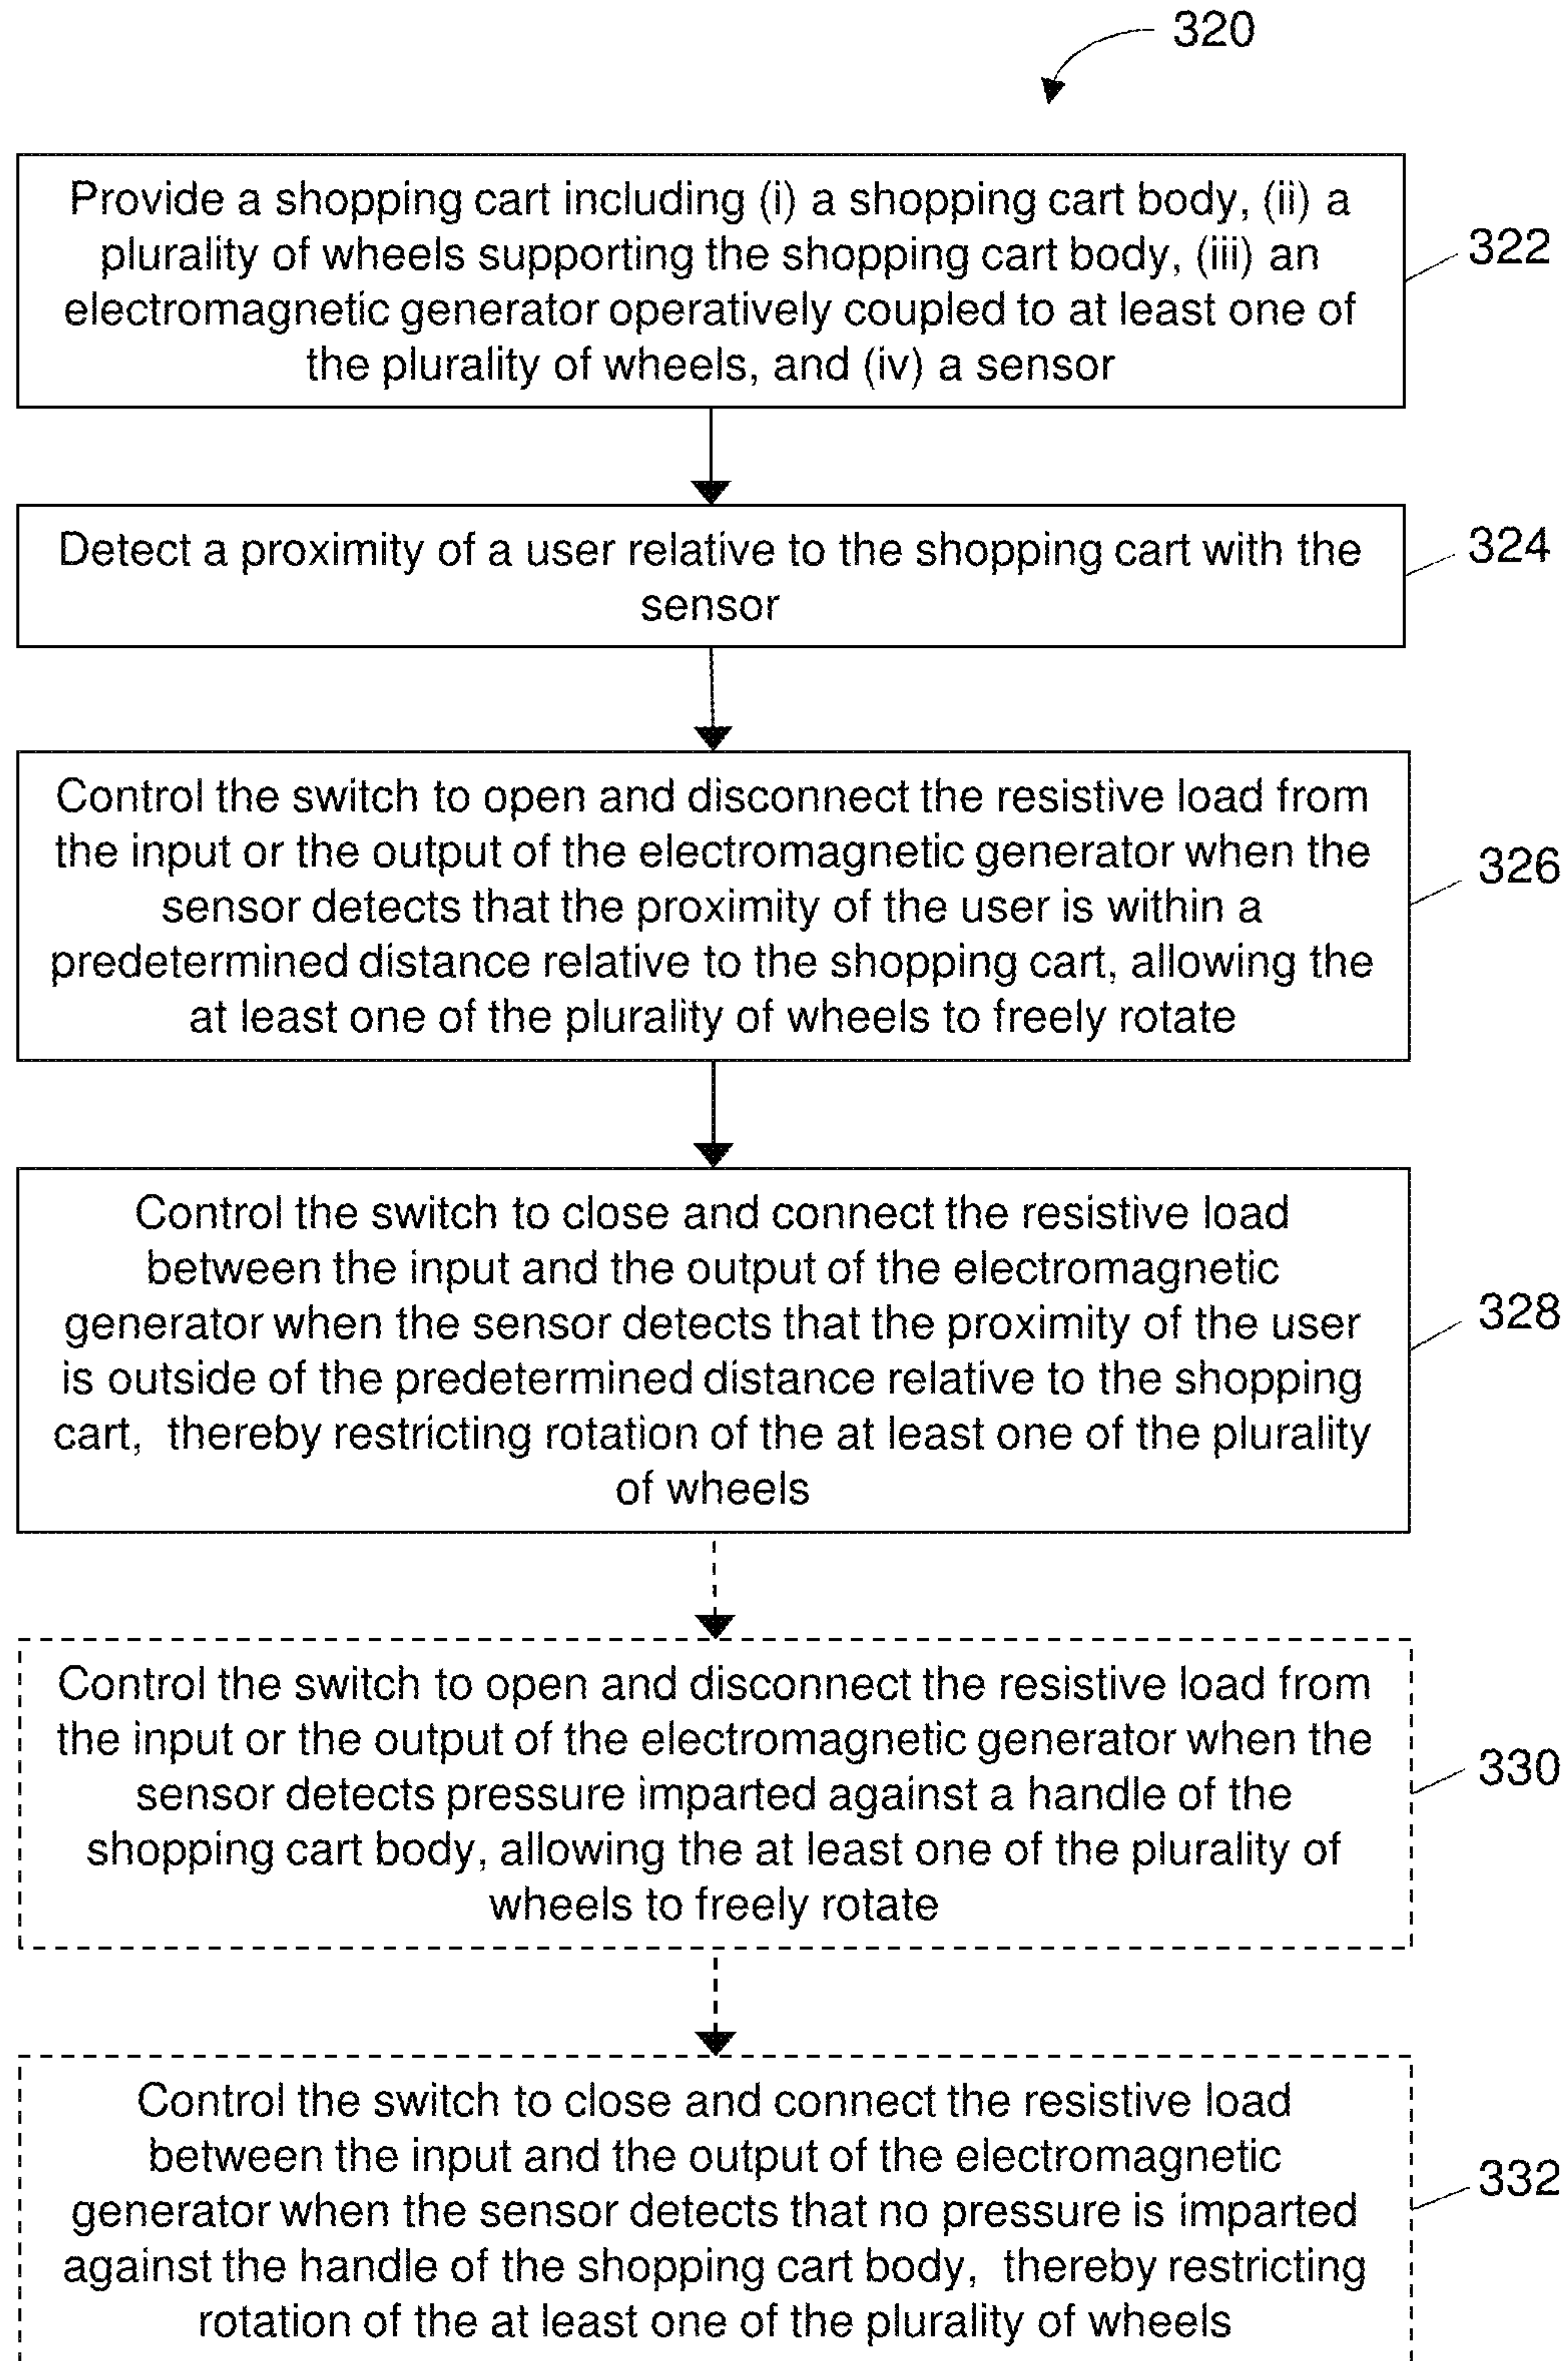 320
Provide a shopping cart including (i) a shopping cart body, (ii) a
plurality of wheels supporting the shopping cart body, (iii) an
electromagnetic generator operatively coupled to at least one of
the plurality of wheels, and (iv) a sensor
322
Detect a proximity of a user relative to the shopping cart with the
sensor
324
Control the switch to open and disconnect the resistive load from
the input or the output of the electromagnetic generator when the
sensor detects that the proximity of the user is within a
predetermined distance relative to the shopping cart, allowing the
at least one of the plurality of wheels to freely rotate
326
Control the switch to close and connect the resistive load
between the input and the output of the electromagnetic
generator when the sensor detects that the proximity of the user
is outside of the predetermined distance relative to the shopping
cart, thereby restricting rotation of the at least one of the plurality
of wheels
328
Control the switch to open and disconnect the resistive load from
the input or the output of the electromagnetic generator when the
sensor detects pressure imparted against a handle of the
shopping cart body, allowing the at least one of the plurality of
wheels to freely rotate
330
Control the switch to close and connect the resistive load
between the input and the output of the electromagnetic
generator when the sensor detects that no pressure is imparted
against the handle of the shopping cart body, thereby restricting
rotation of the at least one of the plurality of wheels
332